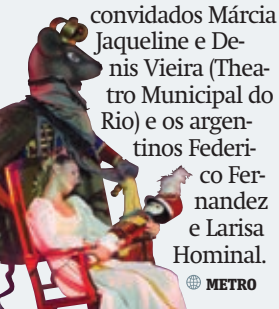 convidados Márcia
Jaqueline e De-
nis Vieira (Thea-
tro Municipal do
Rio) e os argen-
tinos Federi-
co Fer-
nandez
e Larisa
Hominal.
METRO